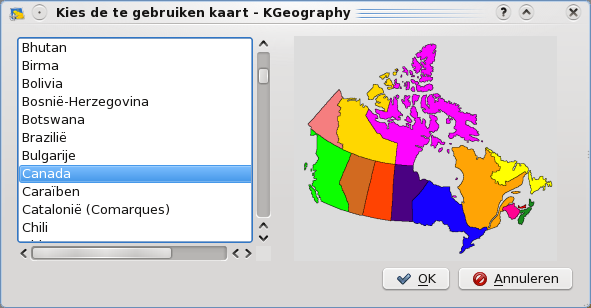 Kies de te gebruiken kaart - KGeography
Bhutan
Birma
Bolivia
Bosnië-Herzegovina
Botswana
Brazilië
Bulgarije
Canada
Caraïben
Catalonië (Comarques)
Chili
OK
Annuleren